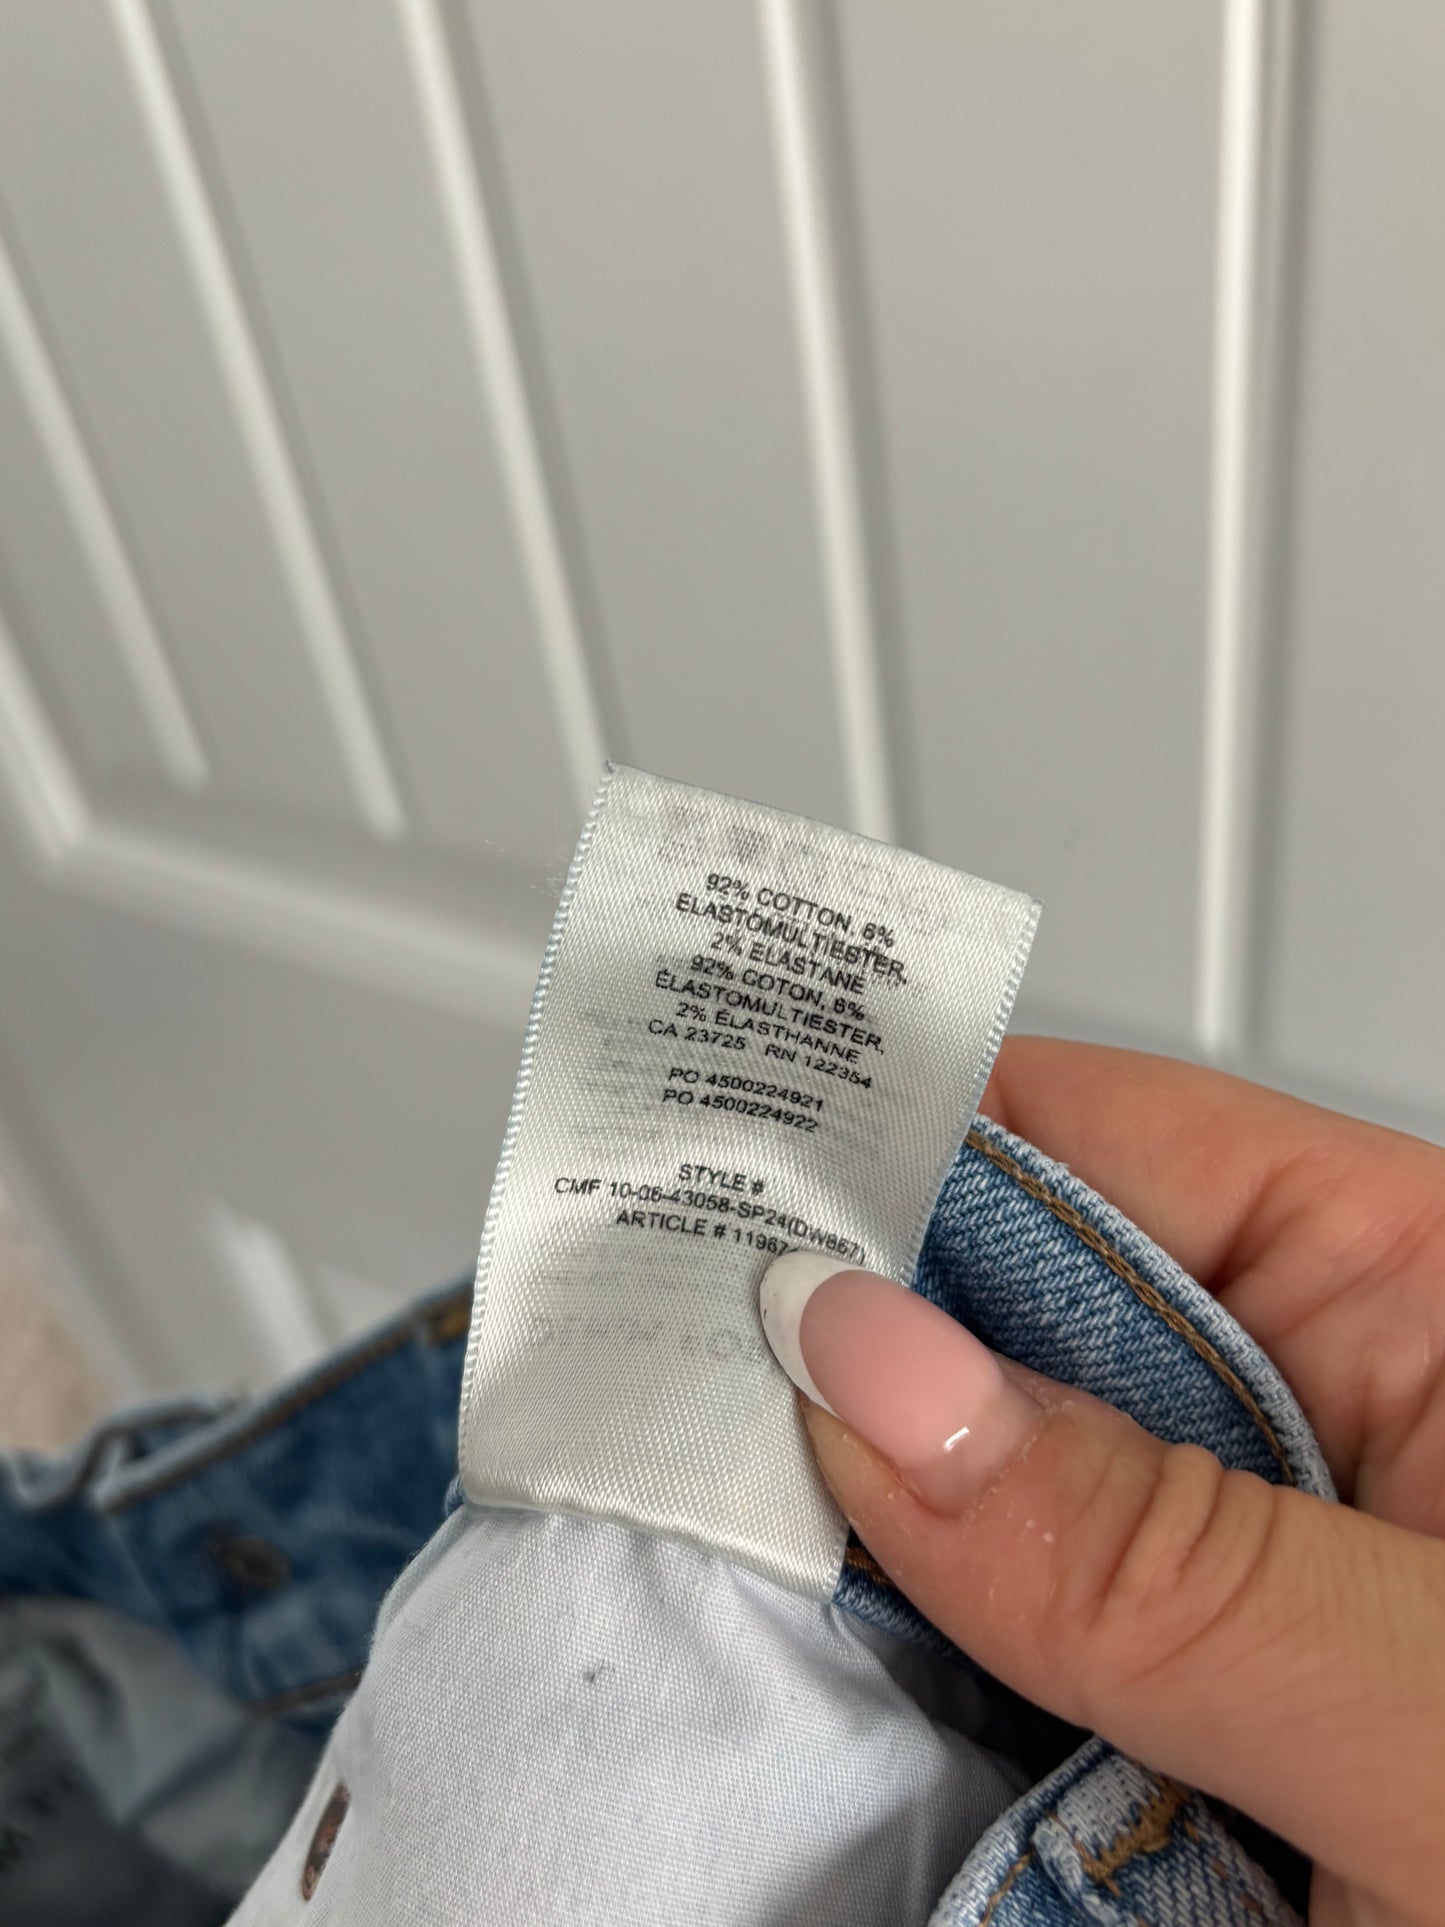 92% COTTON, 6%
ELASTOMULTIESTER,
2% ELASTANE
92% COTON, 6%
ÉLASTOMULTIESTER,
2% ÉLASTHANNE
CA 23725 RN 122354
PO 4500224921
PO 4500224922
STYLE #
CMF 10-06-43058-SP24(DW867)
ARTICLE # 11967